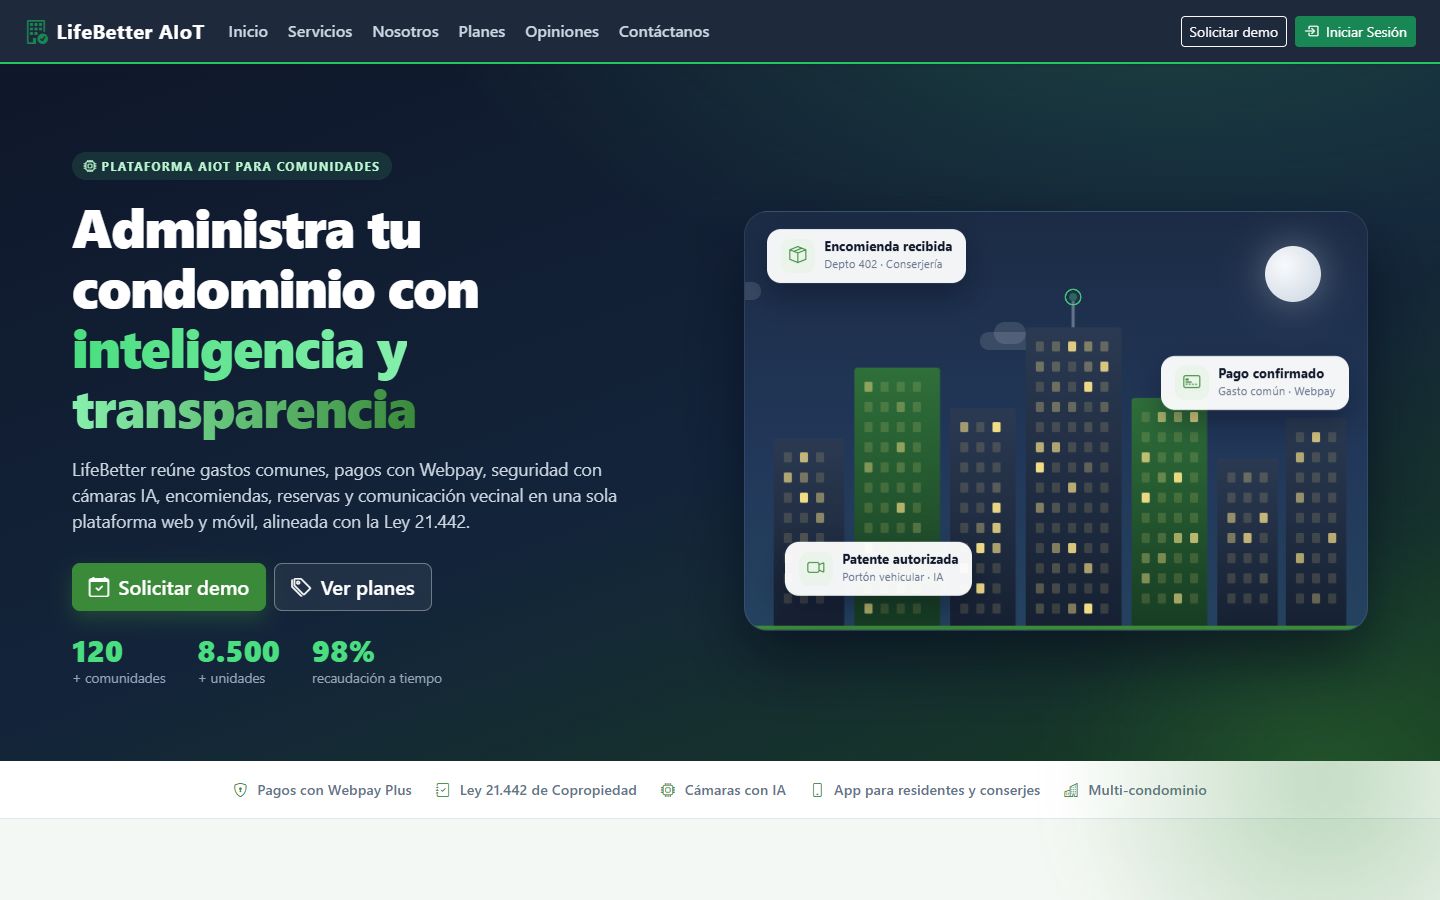 LifeBetter AIoT Inicio Servicios Nosotros Planes Opiniones Contáctanos Solicitar demo Iniciar Sesión
PLATAFORMA AIOT PARA COMUNIDADES
Administra tu
condominio con
inteligencia y
transparencia
LifeBetter reúne gastos comunes, pagos con Webpay, seguridad con
cámaras IA, encomiendas, reservas y comunicación vecinal en una sola
plataforma web y móvil, alineada con la Ley 21.442.
Solicitar demo Ver planes
120 8.500 98%
+ comunidades + unidades recaudación a tiempo
Encomienda recibida
Depto 402 · Conserjería
Pago confirmado
Gasto común · Webpay
Patente autorizada
Portón vehicular · IA
Pagos con Webpay Plus Ley 21.442 de Copropiedad Cámaras con IA App para residentes y conserjes Multi-condominio